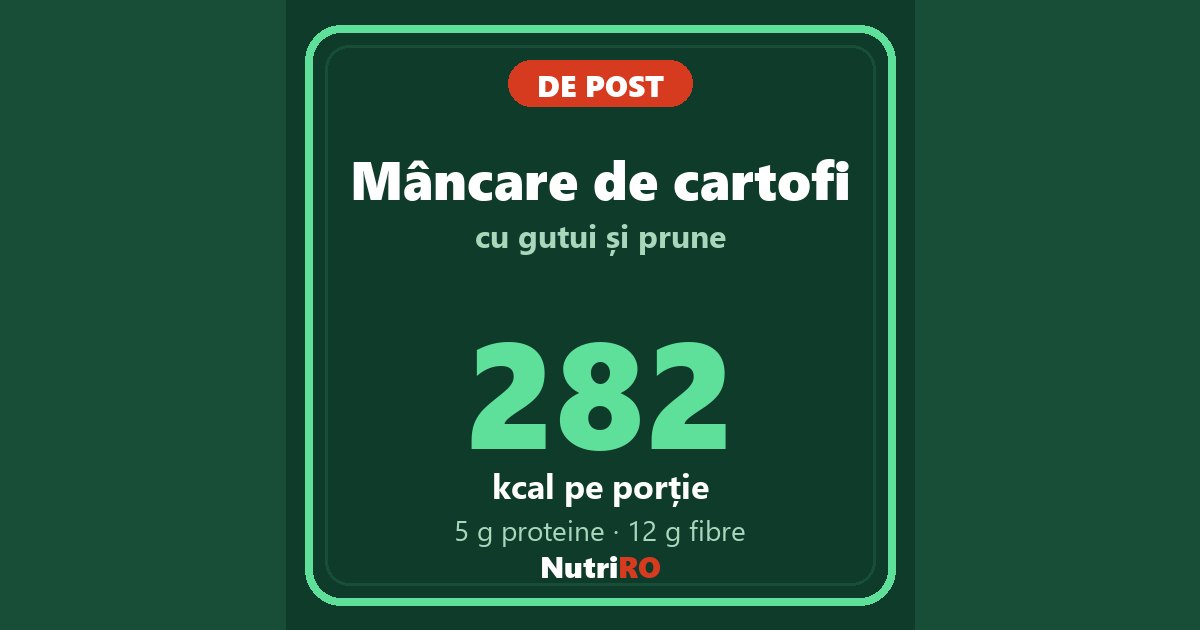 DE POST
Mâncare de cartofi
cu gutui și prune
282
kcal pe porție
5 g proteine · 12 g fibre
NutriRO